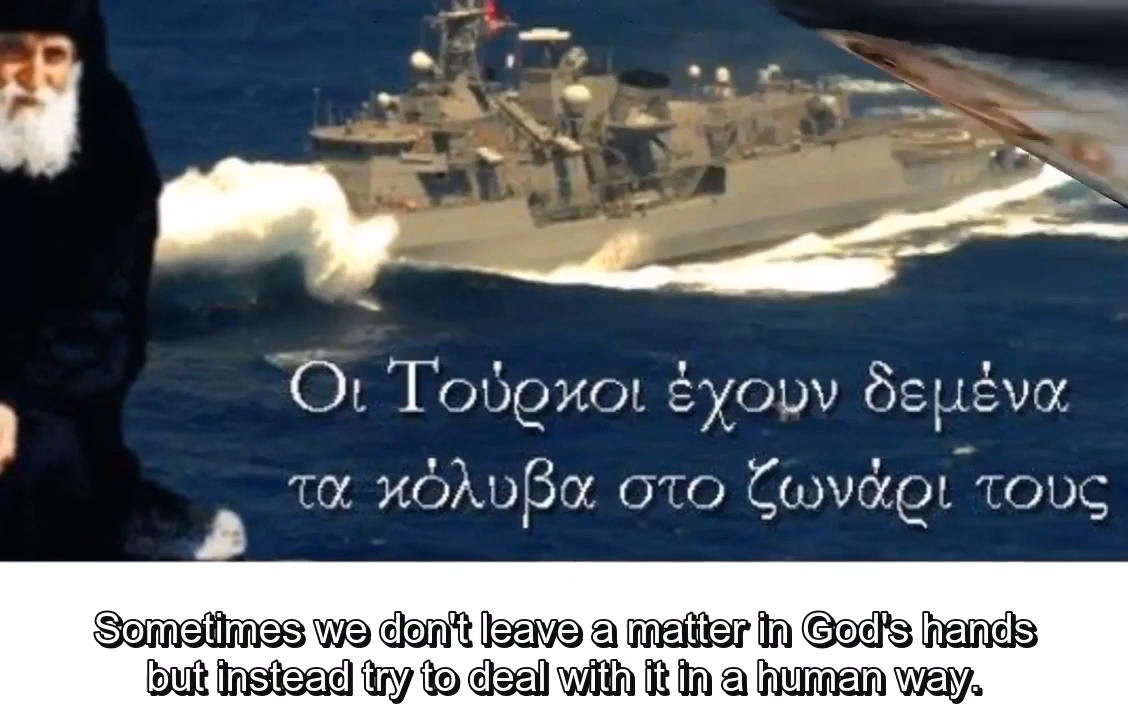 Οι Τούρκοι έχουν δεμένα
τα κόλυβα στο ζωνάρι τους
Sometimes we don't leave a matter in God's hands
but instead try to deal with it in a human way.